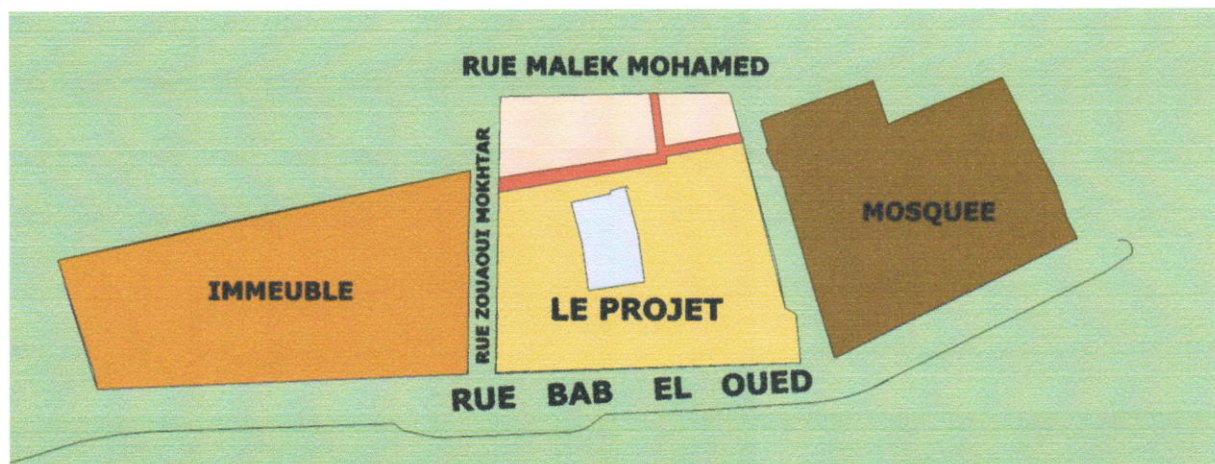 RUE MALEK MOHAMED
RUE ZOUAOUI MOKHTAR
MOSQUEE
IMMEUBLE
LE PROJET
RUE BAB EL OUED